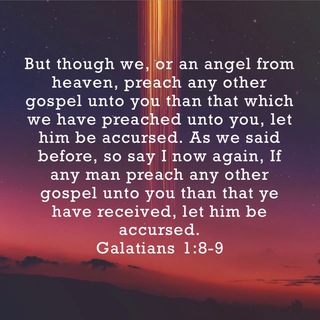 But though we, or an angel from
heaven, preach any other
gospel unto you than that which
we have preached unto you, let
him be accursed. As we said
before, so say I now again, If
any man preach any other
gospel unto you than that ye
have received, let him be
accursed.
Galatians 1:8-9